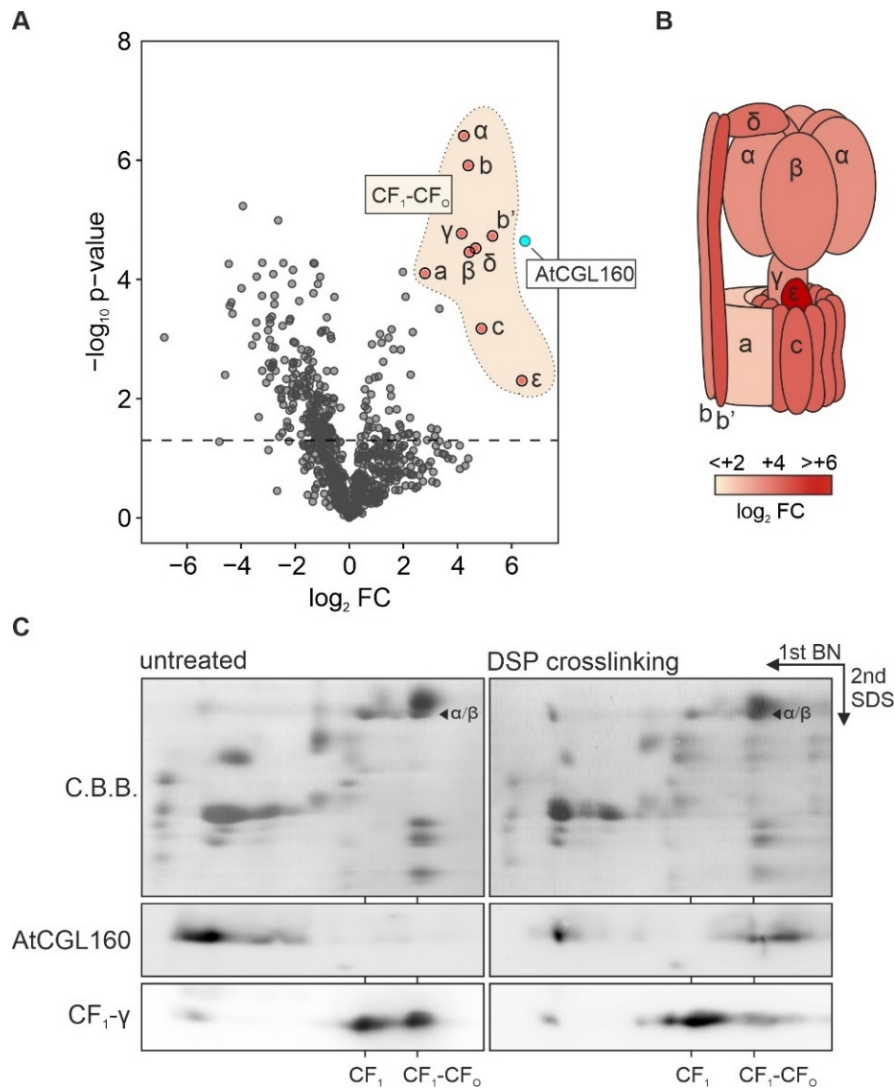 A
B
8
6
4
2
0
−log₁₀ p-value
−6
−4
−2
0
2
4
6
log₂ FC
CF₁-CFₒ
α
b
γ
b'
β
δ
a
AtCGL160
c
ε
δ
α
β
α
γ
ε
a
c
b
b'
<+2 +4 >+6
log₂ FC
C
untreated
DSP crosslinking
1st BN
2nd
SDS
α/β
α/β
C.B.B.
AtCGL160
CF₁-γ
CF₁
CF₁-CFₒ
CF₁
CF₁-CFₒ